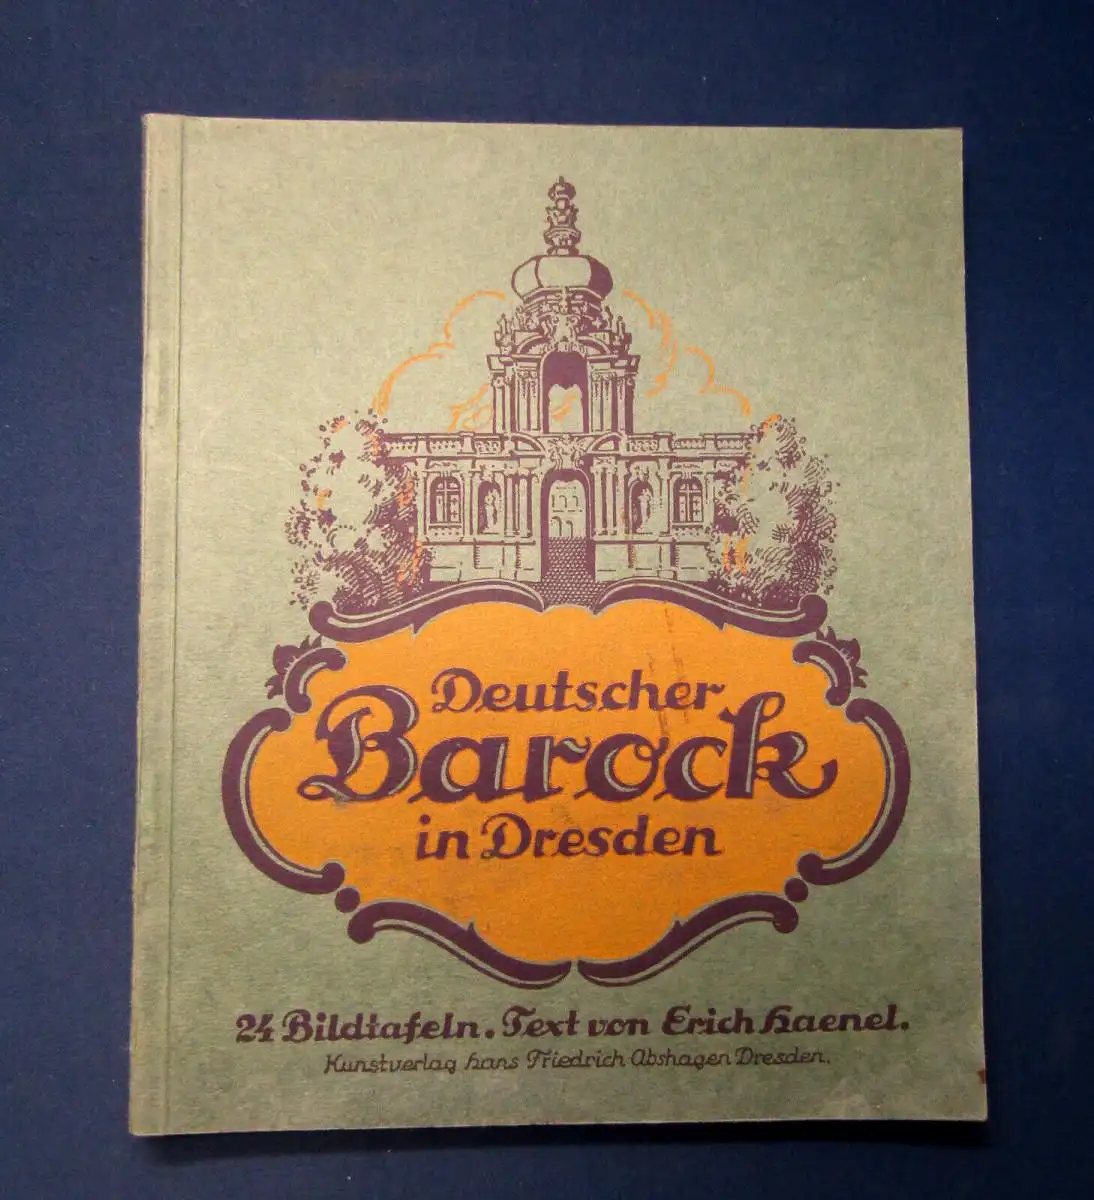 Deutscher
Barock
in Dresden
24 Bildtafeln. Text von Erich Haenel.
Kunstverlag Hans Friedrich Abshagen Dresden.